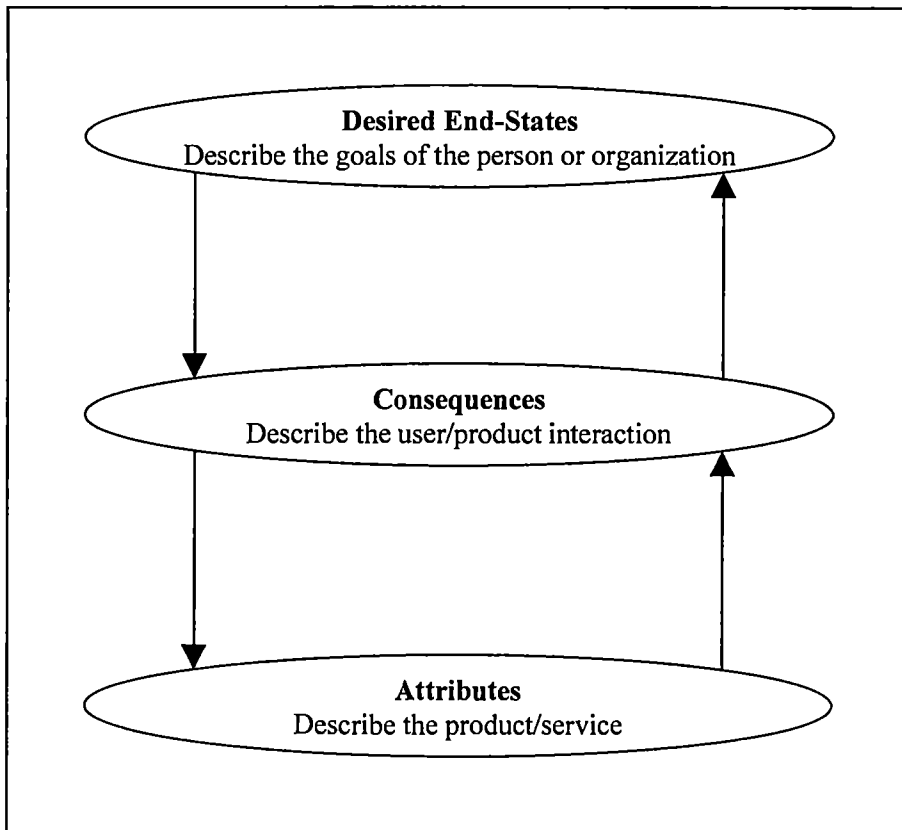 Desired End-States
Describe the goals of the person or organization
Consequences
Describe the user/product interaction
Attributes
Describe the product/service